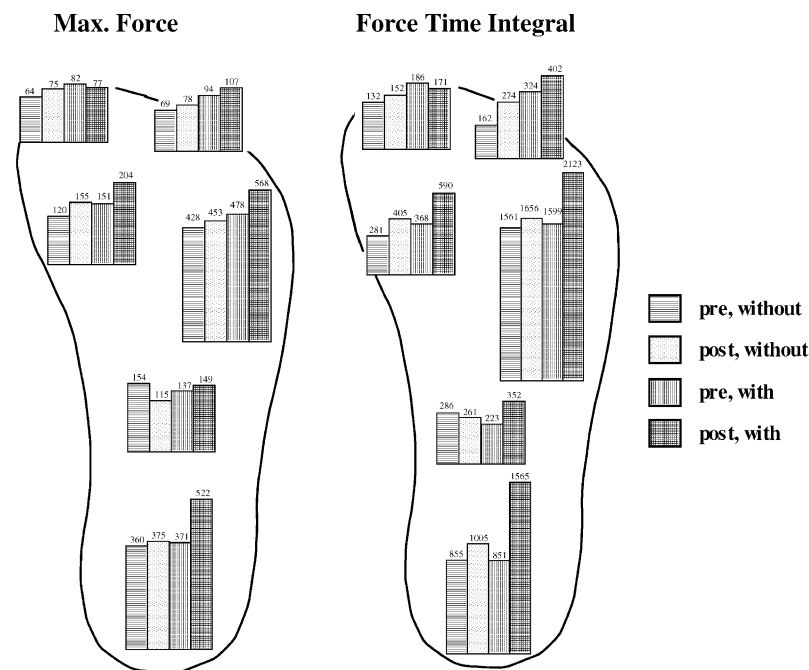 Max. Force
Force Time Integral
64 75 82 77
69 78 94 107
132 152 186 171
162 274 324 402
120 155 151 204
428 453 478 568
281 405 368 590
1561 1656 1599 2123
154 115 137 149
286 261 223 352
360 375 371 522
855 1005 851 1565
pre, without
post, without
pre, with
post, with